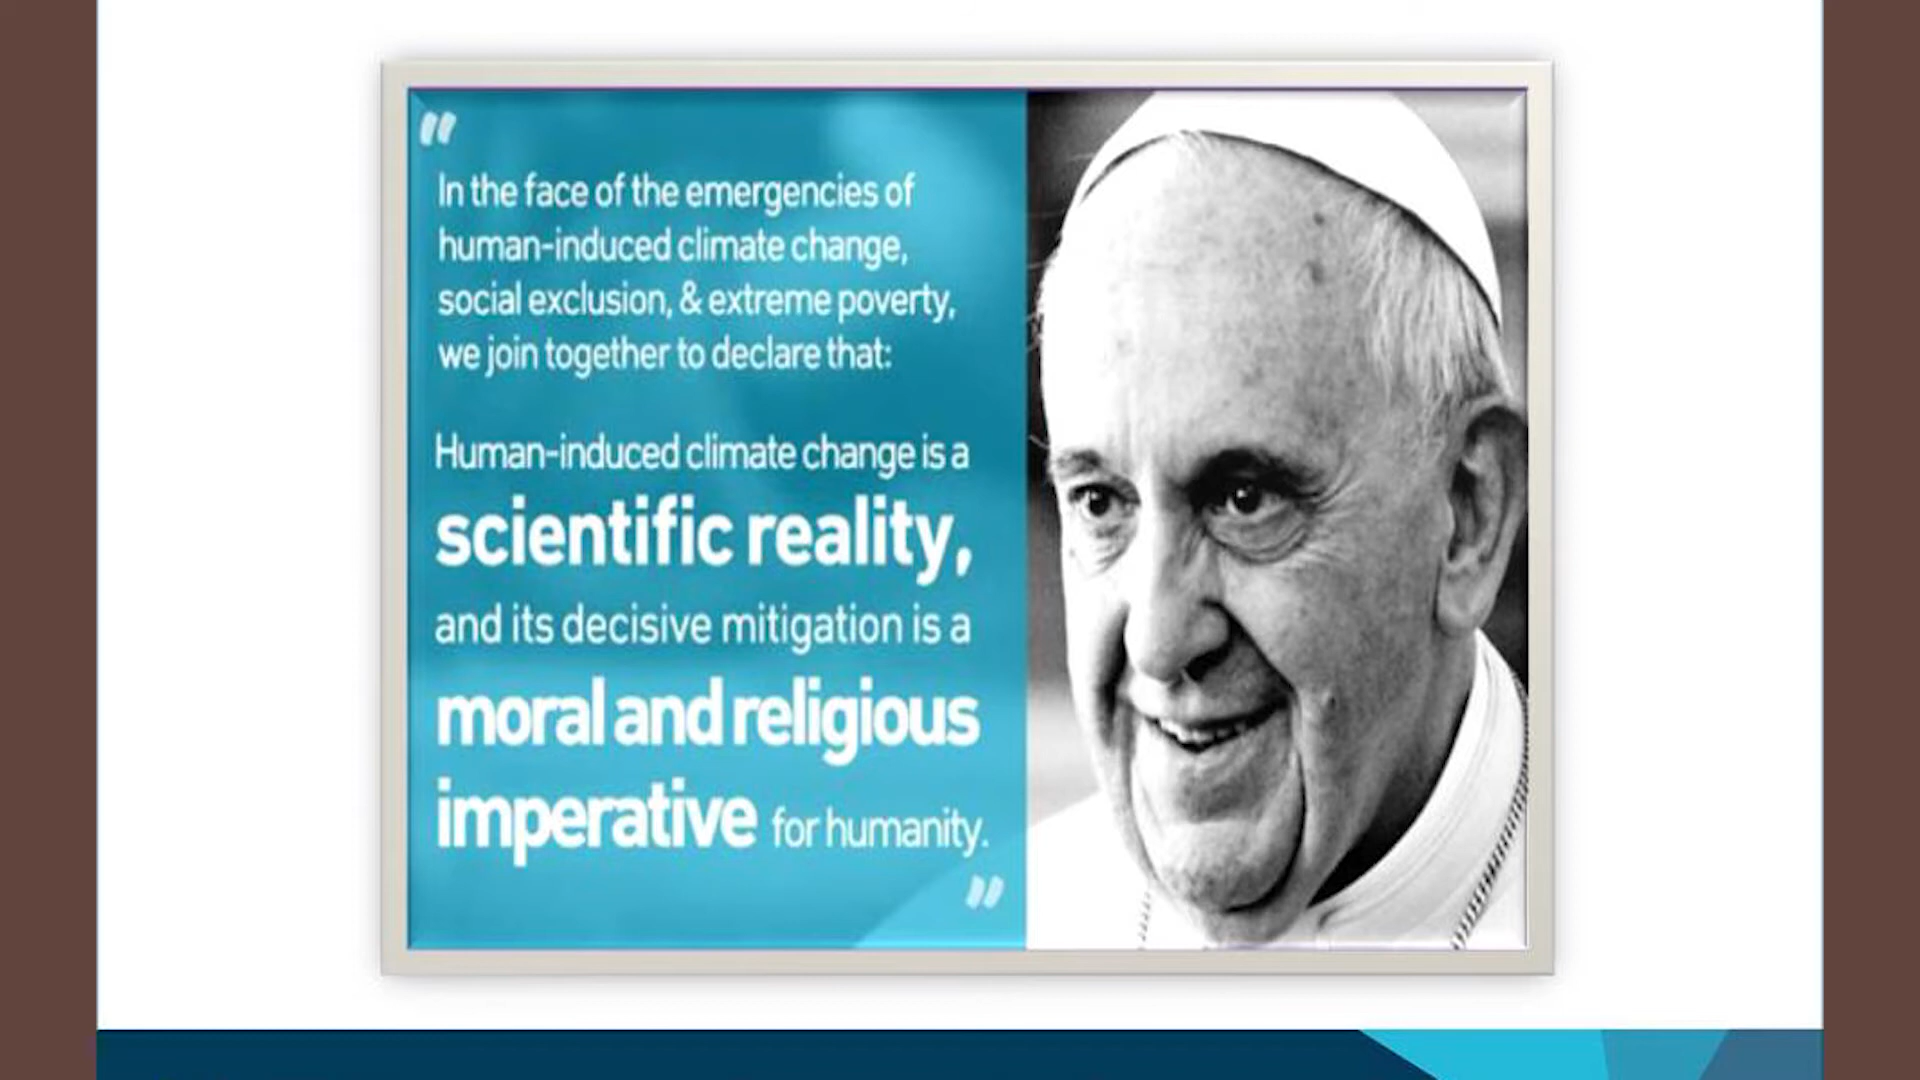 "
In the face of the emergencies of
human-induced climate change,
social exclusion, & extreme poverty,
we join together to declare that:
Human-induced climate change is a
scientific reality,
and its decisive mitigation is a
moral and religious
imperative for humanity.
"